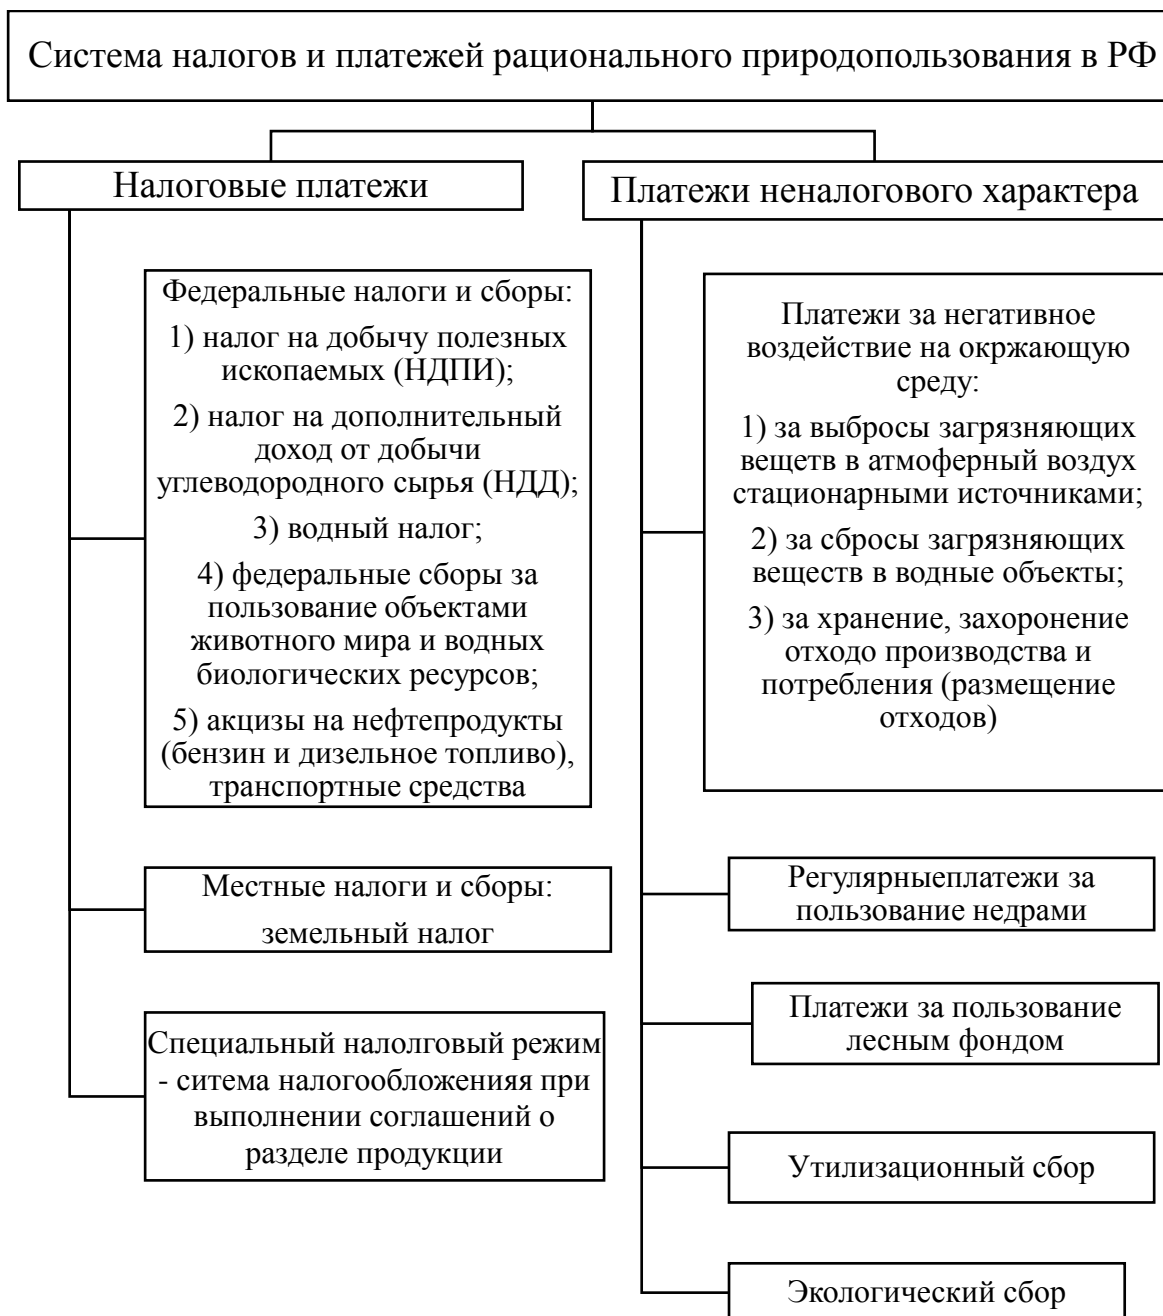 Система налогов и платежей рационального природопользования в РФ
Налоговые платежи
Федеральные налоги и сборы:
1) налог на добычу полезных
ископаемых (НДПИ);
2) налог на дополнительный
доход от добычи
углеводородного сырья (НДД);
3) водный налог;
4) федеральные сборы за
пользование объектами
животного мира и водных
биологических ресурсов;
5) акцизы на нефтепродукты
(бензин и дизельное топливо),
транспортные средства
Местные налоги и сборы:
земельный налог
Специальный налолговый режим
- ситема налогообложенияя при
выполнении соглашений о
разделе продукции
Платежи неналогового характера
Платежи за негативное
воздействие на окржающую
среду:
1) за выбросы загрязняющих
вещетв в атмоферный воздух
стационарными источниками;
2) за сбросы загрязняющих
веществ в водные объекты;
3) за хранение, захоронение
отходо производства и
потребления (размещение
отходов)
Регулярныеплатежи за
пользование недрами
Платежи за пользование
лесным фондом
Утилизационный сбор
Экологический сбор